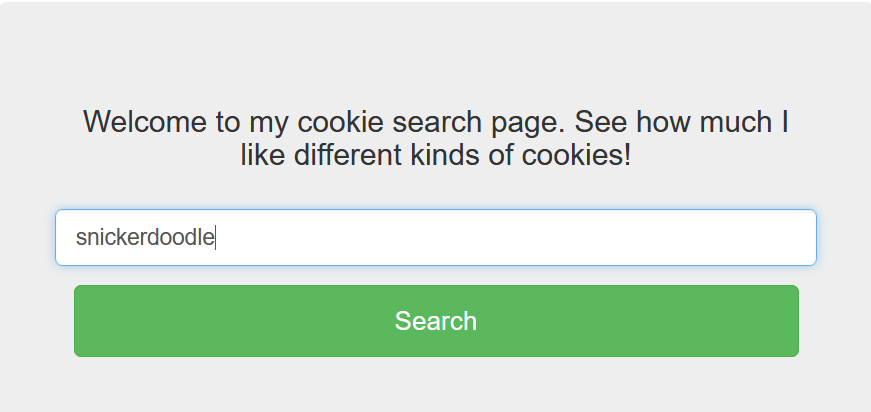 Welcome to my cookie search page. See how much I
like different kinds of cookies!
snickerdoodle
Search